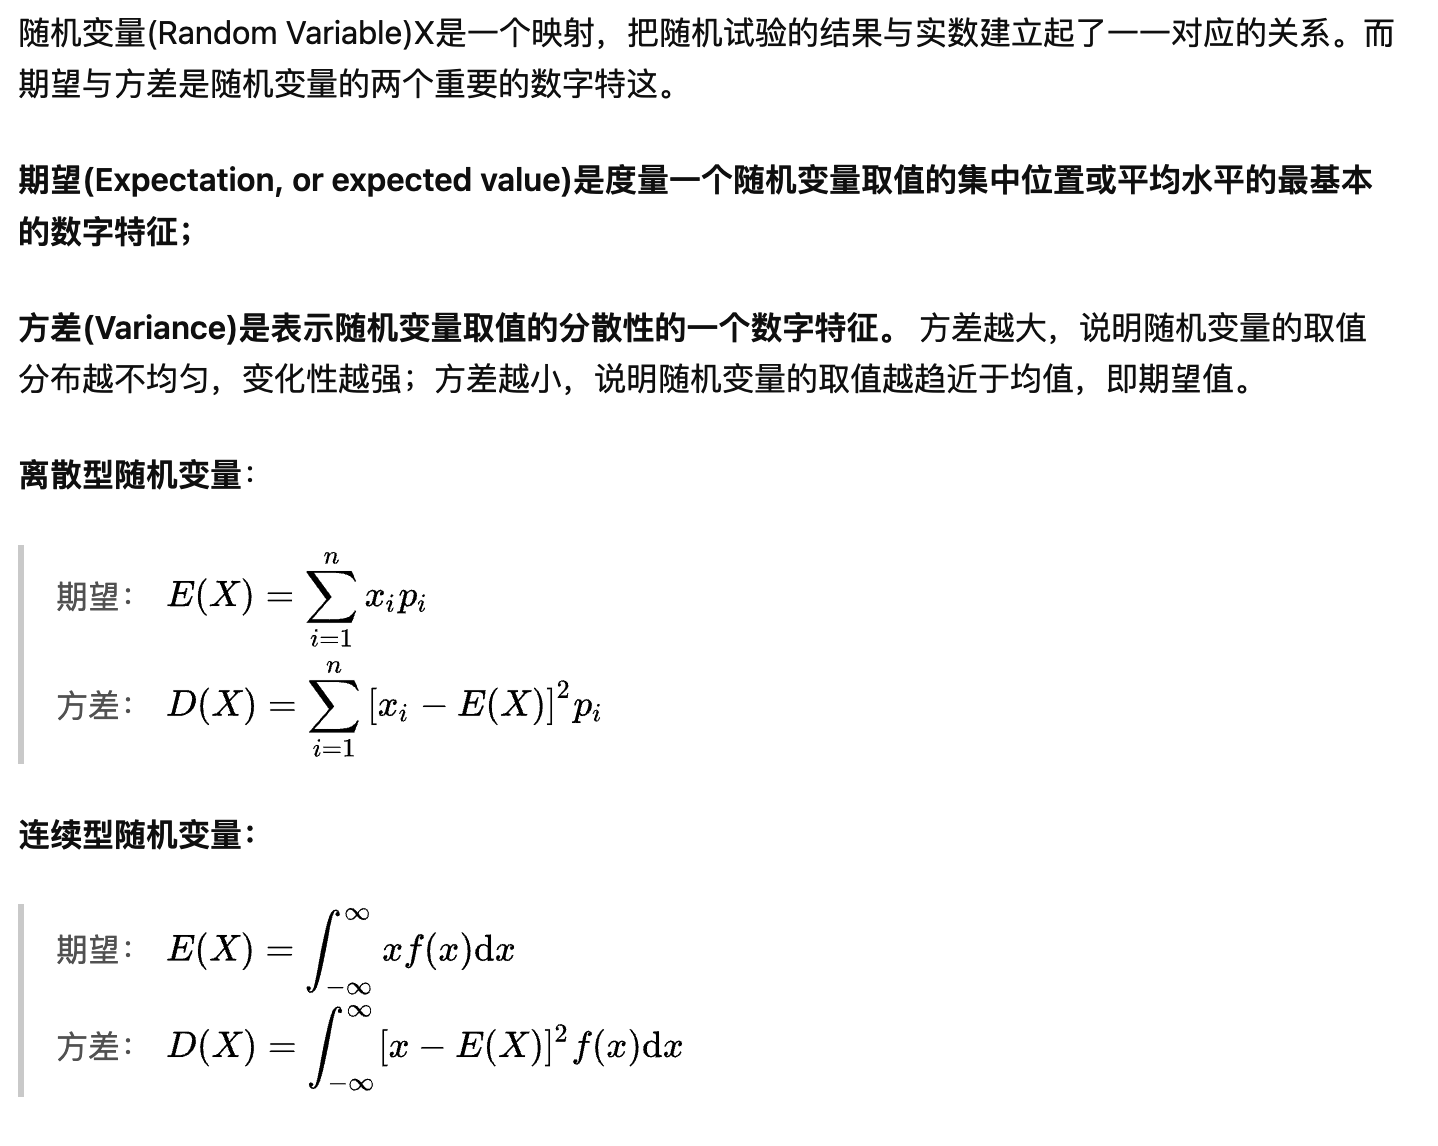 随机变量(Random Variable)X是一个映射，把随机试验的结果与实数建立起了一一对应的关系。而
期望与方差是随机变量的两个重要的数字特这。
期望(Expectation, or expected value)是度量一个随机变量取值的集中位置或平均水平的最基本
的数字特征；
方差(Variance)是表示随机变量取值的分散性的一个数字特征。 方差越大，说明随机变量的取值
分布越不均匀，变化性越强；方差越小，说明随机变量的取值越趋近于均值，即期望值。
离散型随机变量：
期望： $E(X) = \sum_{i=1}^{n} x_i p_i$
方差： $D(X) = \sum_{i=1}^{n} [x_i - E(X)]^2 p_i$
连续型随机变量：
期望： $E(X) = \int_{-\infty}^{\infty} x f(x) \mathrm{d}x$
方差： $D(X) = \int_{-\infty}^{\infty} [x - E(X)]^2 f(x) \mathrm{d}x$